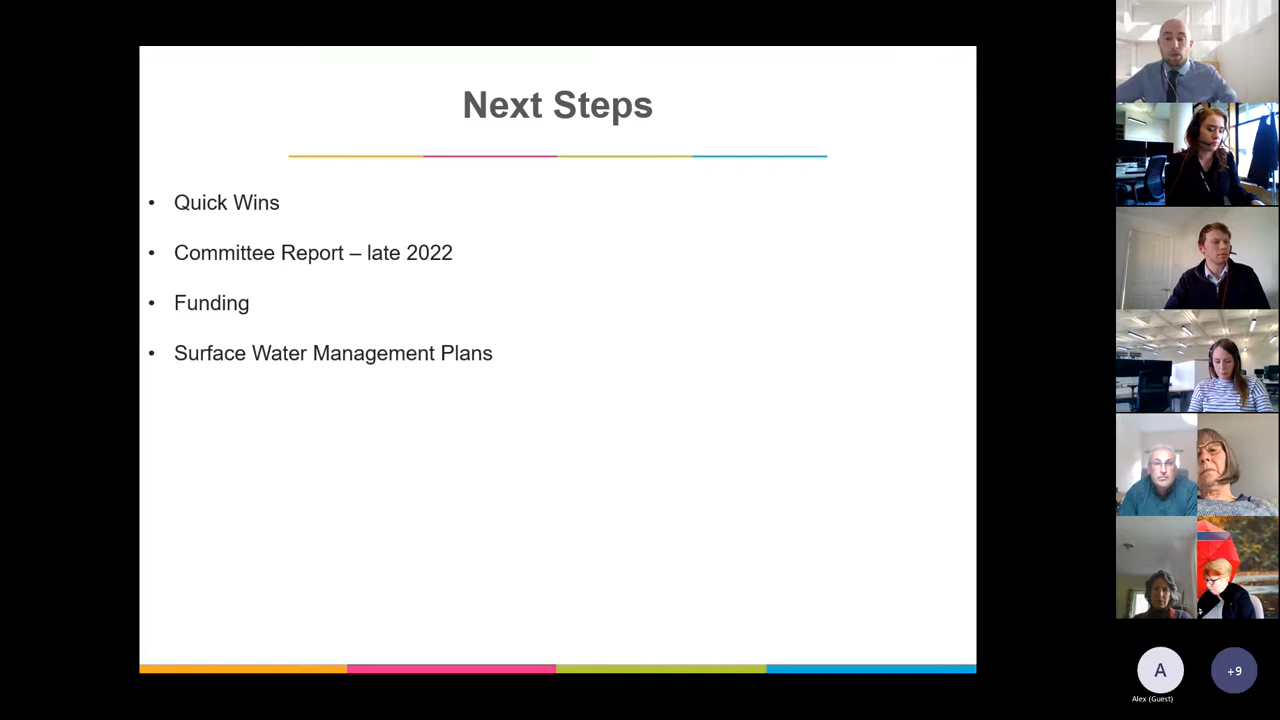 Next Steps
• Quick Wins
• Committee Report – late 2022
• Funding
• Surface Water Management Plans
A
+9
Alex (Guest)